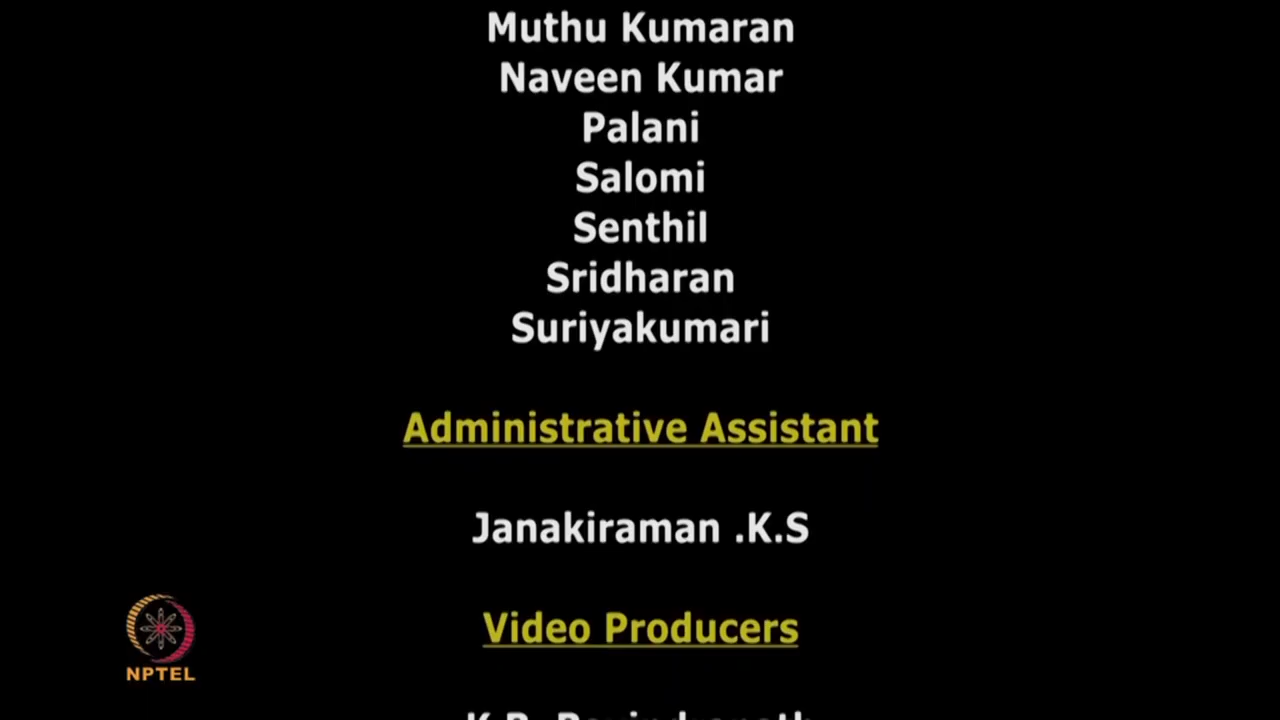 Muthu Kumaran
Naveen Kumar
Palani
Salomi
Senthil
Sridharan
Suriyakumari
Administrative Assistant
Janakiraman .K.S
Video Producers
NPTEL